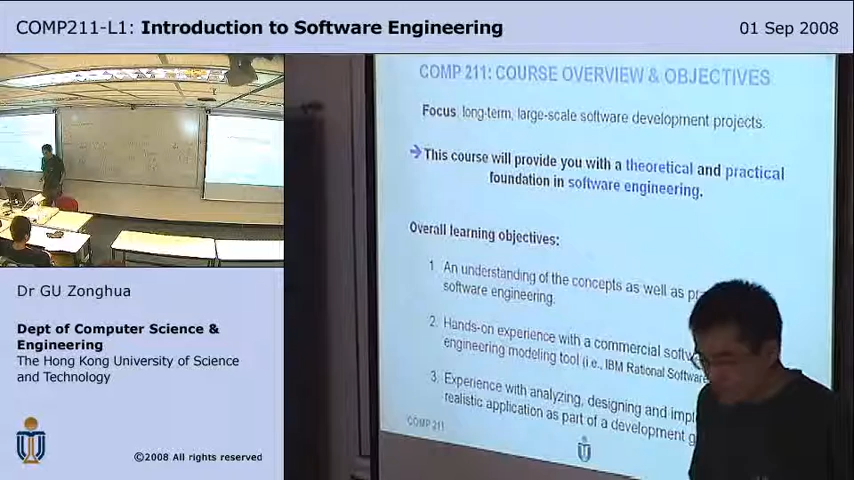 COMP211-L1: Introduction to Software Engineering
01 Sep 2008
COMP 211: COURSE OVERVIEW & OBJECTIVES
Focus: long-term, large-scale software development projects.
This course will provide you with a theoretical and practical
foundation in software engineering.
Overall learning objectives:
1 An understanding of the concepts as well as
software engineering.
2. Hands-on experience with a commercial
engineering modeling tool (i.e., IBM Rational Software
3. Experience with analyzing, designing and
realistic application as part of a development
COMP 211
Dr GU Zonghua
Dept of Computer Science &
Engineering
The Hong Kong University of Science
and Technology
©2008 All rights reserved